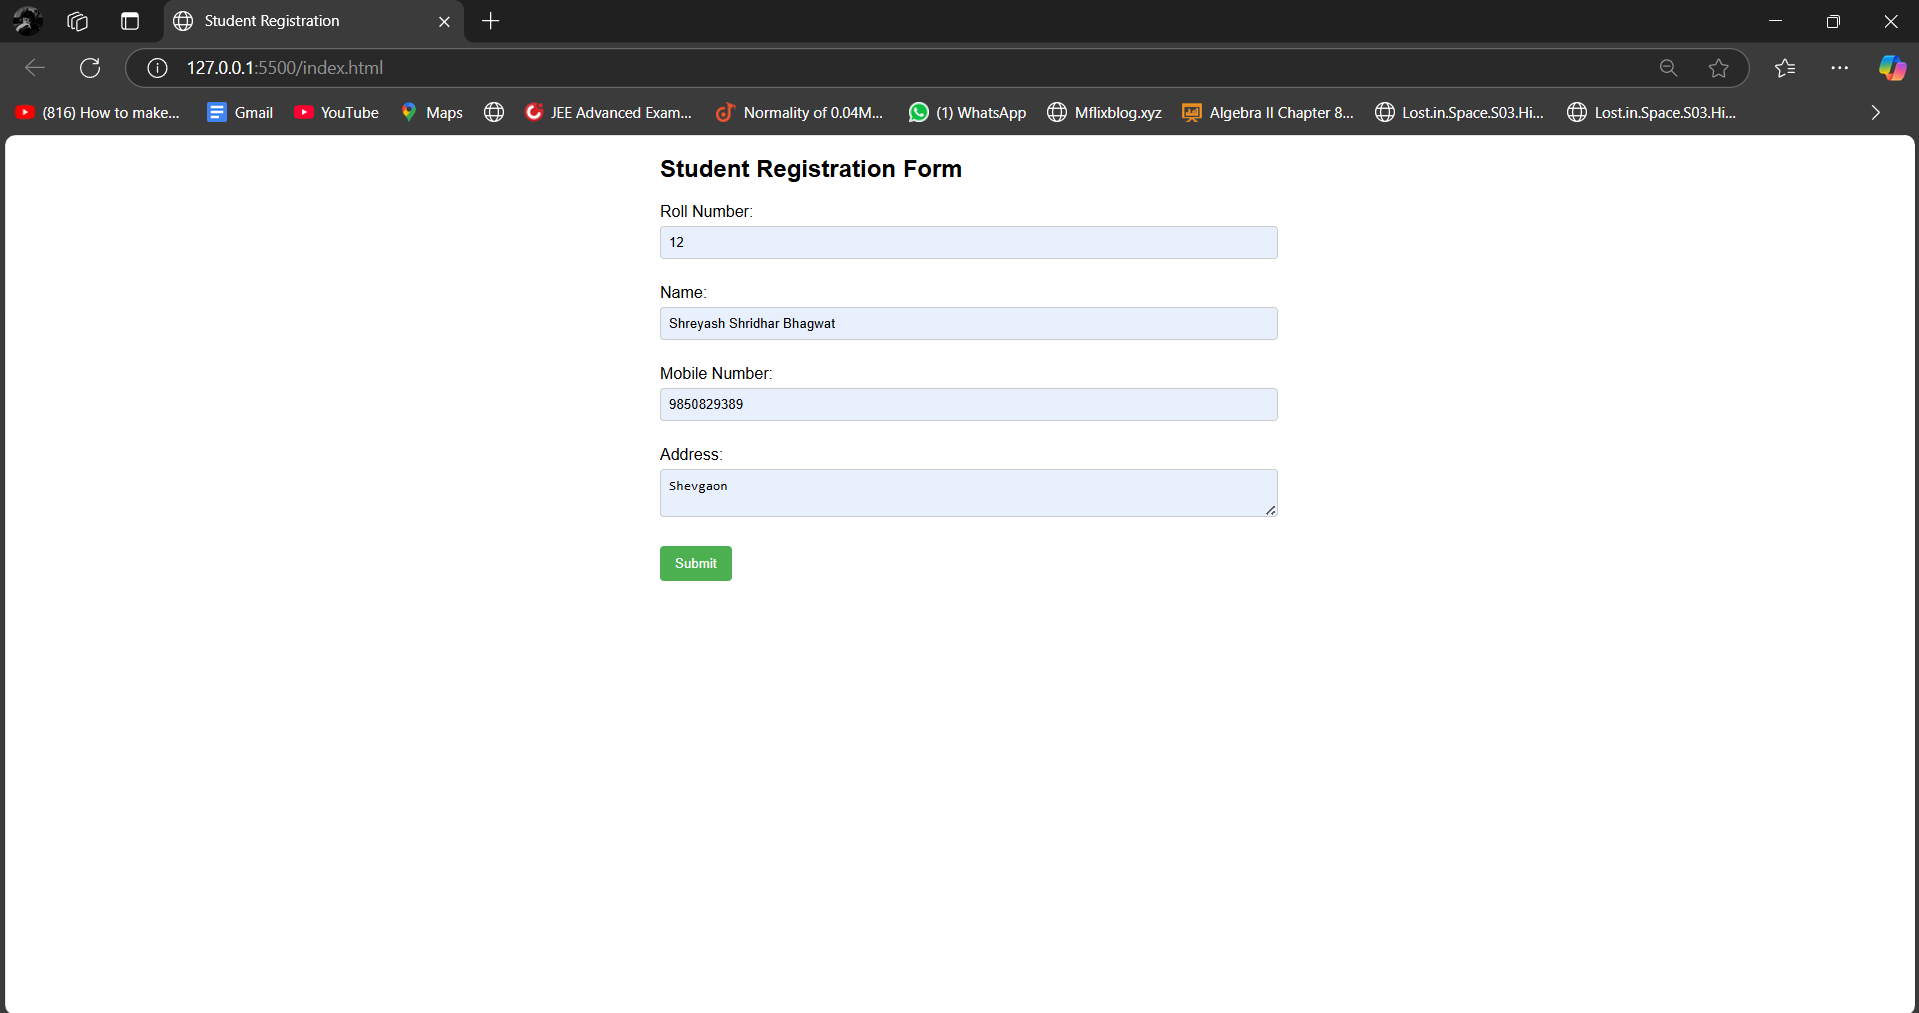 Student Registration
127.0.0.1:5500/index.html
(816) How to make... Gmail YouTube Maps JEE Advanced Exam... Normality of 0.04M... (1) WhatsApp Mflixblog.xyz Algebra II Chapter 8... Lost.in.Space.S03.Hi... Lost.in.Space.S03.Hi...
Student Registration Form
Roll Number:
12
Name:
Shreyash Shridhar Bhagwat
Mobile Number:
9850829389
Address:
Shevgaon
Submit